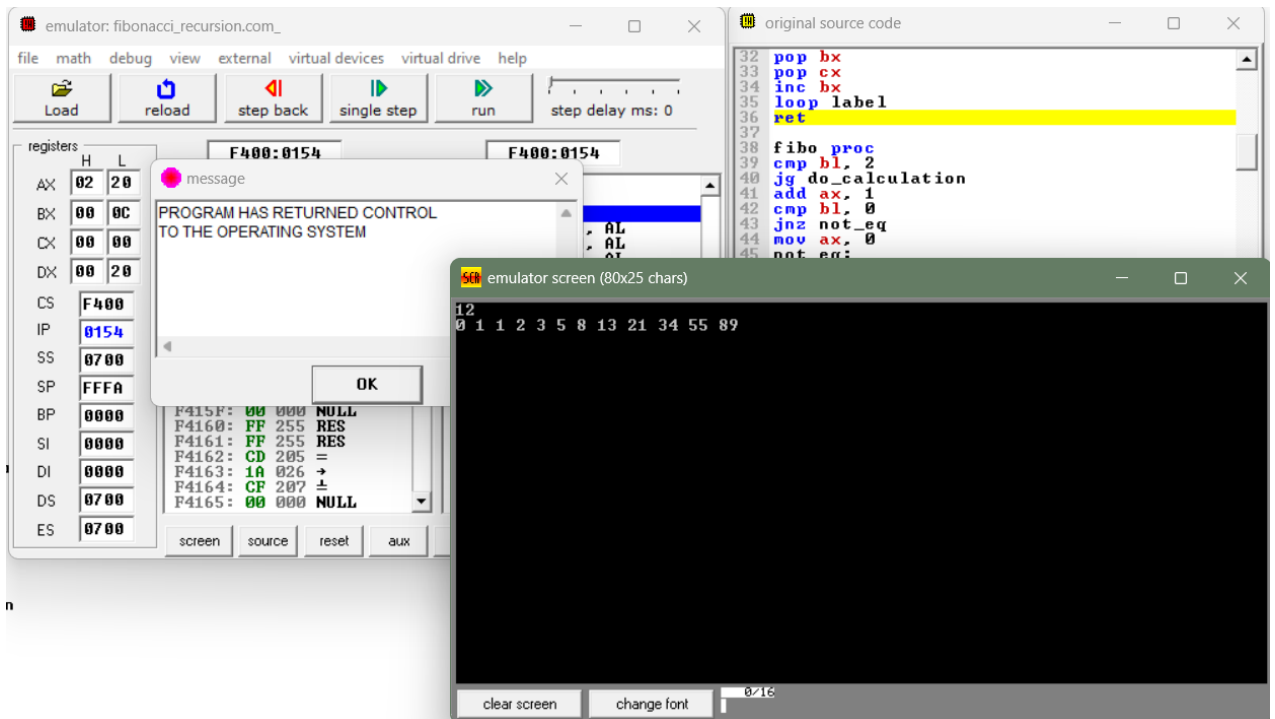 emulator: fibonacci_recursion.com_
file math debug view external virtual devices virtual drive help
Load reload step back single step run step delay ms: 0
registers
H L
F400:0154 F400:0154
AX 02 20
BX 00 0C
CX 00 00
DX 00 20
CS F400
IP 0154
SS 0700
SP FFFA
BP 0000
SI 0000
DI 0000
DS 0700
ES 0700
message
PROGRAM HAS RETURNED CONTROL
TO THE OPERATING SYSTEM
OK
, AL
, AL
F415F: 00 000 NULL
F4160: FF 255 RES
F4161: FF 255 RES
F4162: CD 205 =
F4163: 1A 026 →
F4164: CF 207 ╧
F4165: 00 000 NULL
screen source reset aux
original source code
32 pop bx
33 pop cx
34 inc bx
35 loop label
36 ret
37
38 fibo proc
39 cmp bl, 2
40 jg do_calculation
41 add ax, 1
42 cmp bl, 0
43 jnz not_eq
44 mov ax, 0
45 not_eq:
SCR emulator screen (80x25 chars)
12
0 1 1 2 3 5 8 13 21 34 55 89
clear screen change font 0/16
n